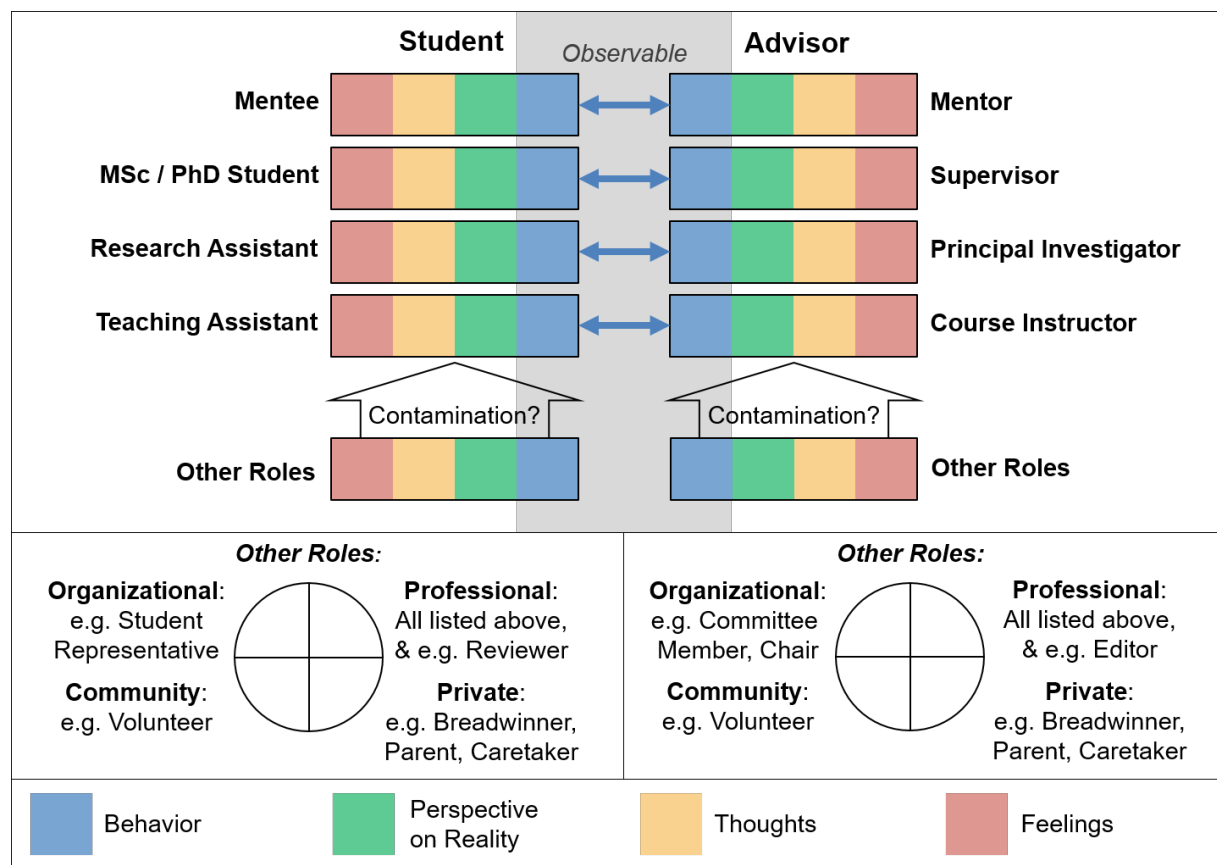 Student
Observable
Advisor
Mentee
Mentor
MSc / PhD Student
Supervisor
Research Assistant
Principal Investigator
Teaching Assistant
Course Instructor
Contamination?
Contamination?
Other Roles
Other Roles
Other Roles:
Organizational:
e.g. Student
Representative
Professional:
All listed above,
& e.g. Reviewer
Community:
e.g. Volunteer
Private:
e.g. Breadwinner,
Parent, Caretaker
Other Roles:
Organizational:
e.g. Committee
Member, Chair
Professional:
All listed above,
& e.g. Editor
Community:
e.g. Volunteer
Private:
e.g. Breadwinner,
Parent, Caretaker
Behavior
Perspective
on Reality
Thoughts
Feelings